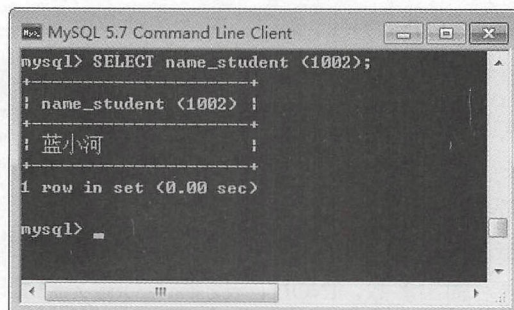 MySQL 5.7 Command Line Client
mysql> SELECT name_student (1002);
+---------------------+
| name_student (1002) |
+---------------------+
| 蓝小河 |
+---------------------+
1 row in set (0.00 sec)
mysql> _